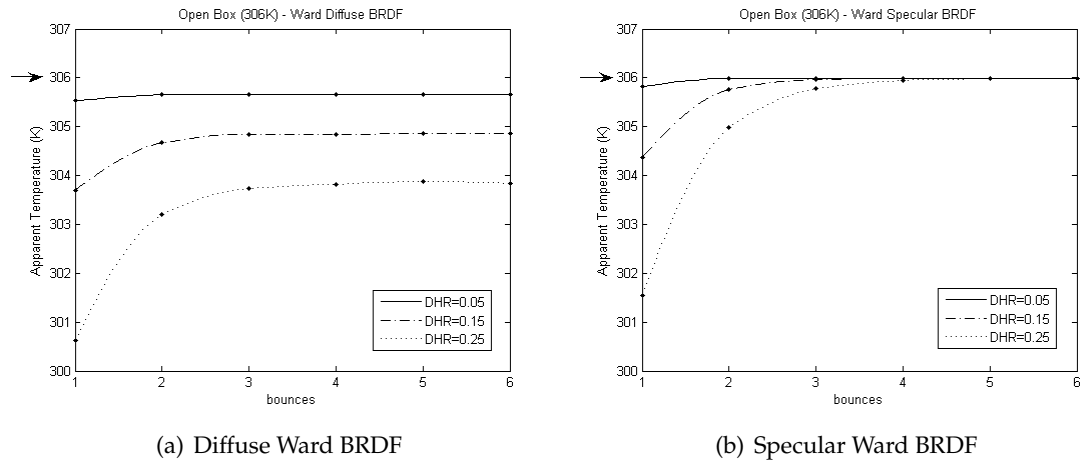 Open Box (306K) - Ward Diffuse BRDF
307
306
305
304
303
302
301
300
Apparent Temperature (K)
1 2 3 4 5 6
bounces
DHR=0.05
DHR=0.15
DHR=0.25
(a) Diffuse Ward BRDF
Open Box (306K) - Ward Specular BRDF
307
306
305
304
303
302
301
300
Apparent Temperature (K)
1 2 3 4 5 6
bounces
DHR=0.05
DHR=0.15
DHR=0.25
(b) Specular Ward BRDF